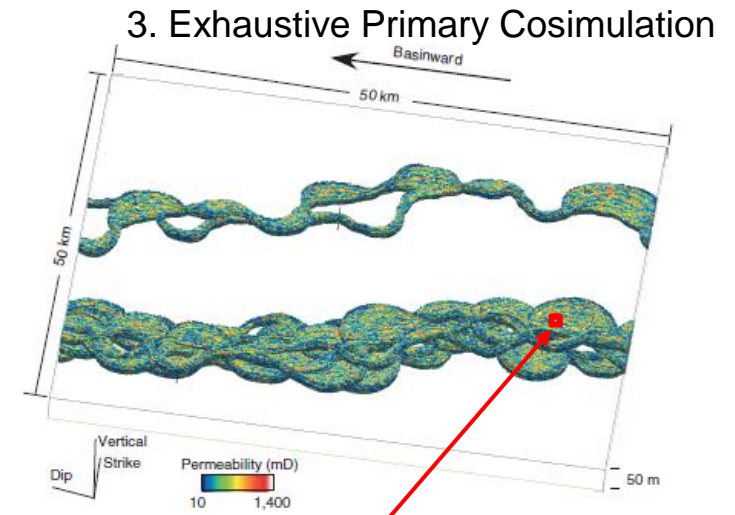 3. Exhaustive Primary Cosimulation
Basinward
50 km
50 km
Vertical
Strike
Dip
Permeability (mD)
10 1,400
50 m